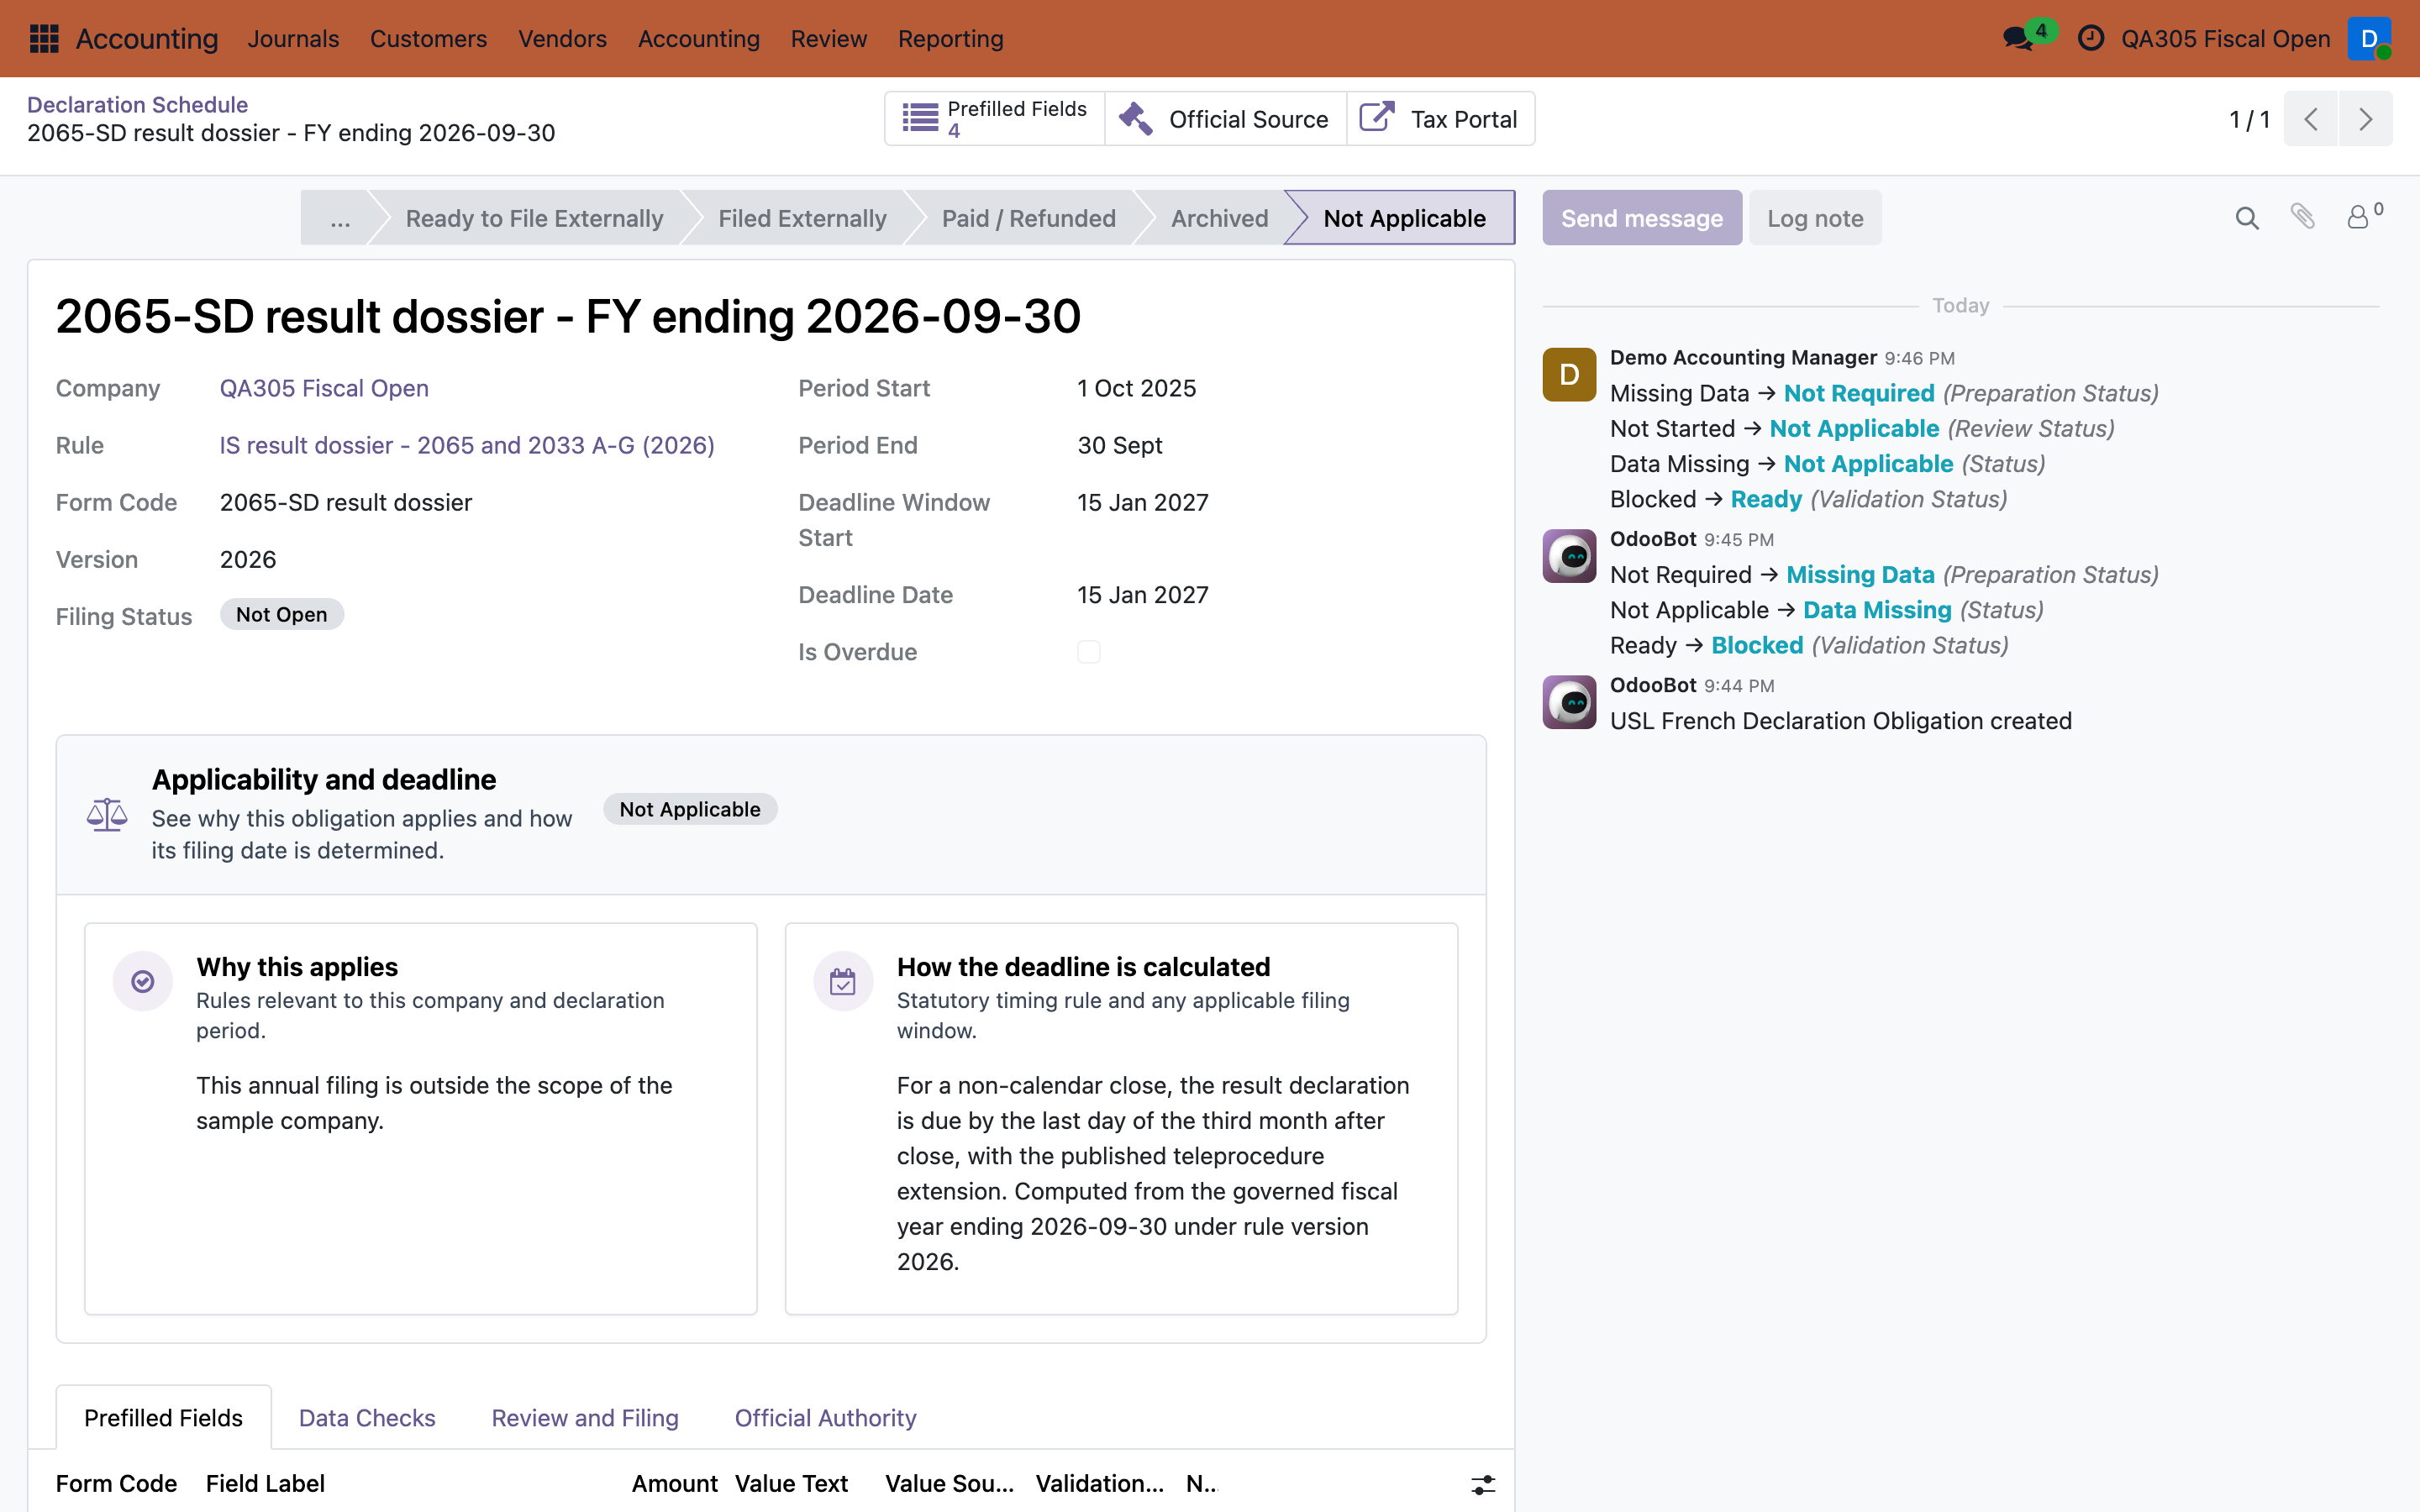 Accounting Journals Customers Vendors Accounting Review Reporting 4 QA305 Fiscal Open D
Declaration Schedule
2065-SD result dossier - FY ending 2026-09-30
Prefilled Fields
4
Official Source
Tax Portal
1 / 1
... Ready to File Externally Filed Externally Paid / Refunded Archived Not Applicable
Send message Log note 0
2065-SD result dossier - FY ending 2026-09-30
Company QA305 Fiscal Open
Rule IS result dossier - 2065 and 2033 A-G (2026)
Form Code 2065-SD result dossier
Version 2026
Filing Status Not Open
Period Start 1 Oct 2025
Period End 30 Sept
Deadline Window
Start
15 Jan 2027
Deadline Date 15 Jan 2027
Is Overdue
Applicability and deadline
See why this obligation applies and how
its filing date is determined.
Not Applicable
Why this applies
Rules relevant to this company and declaration
period.
This annual filing is outside the scope of the
sample company.
How the deadline is calculated
Statutory timing rule and any applicable filing
window.
For a non-calendar close, the result declaration
is due by the last day of the third month after
close, with the published teleprocedure
extension. Computed from the governed fiscal
year ending 2026-09-30 under rule version
2026.
Prefilled Fields Data Checks Review and Filing Official Authority
Form Code Field Label Amount Value Text Value Sou... Validation... N...
Today
D
Demo Accounting Manager 9:46 PM
Missing Data → Not Required (Preparation Status)
Not Started → Not Applicable (Review Status)
Data Missing → Not Applicable (Status)
Blocked → Ready (Validation Status)
OdooBot 9:45 PM
Not Required → Missing Data (Preparation Status)
Not Applicable → Data Missing (Status)
Ready → Blocked (Validation Status)
OdooBot 9:44 PM
USL French Declaration Obligation created